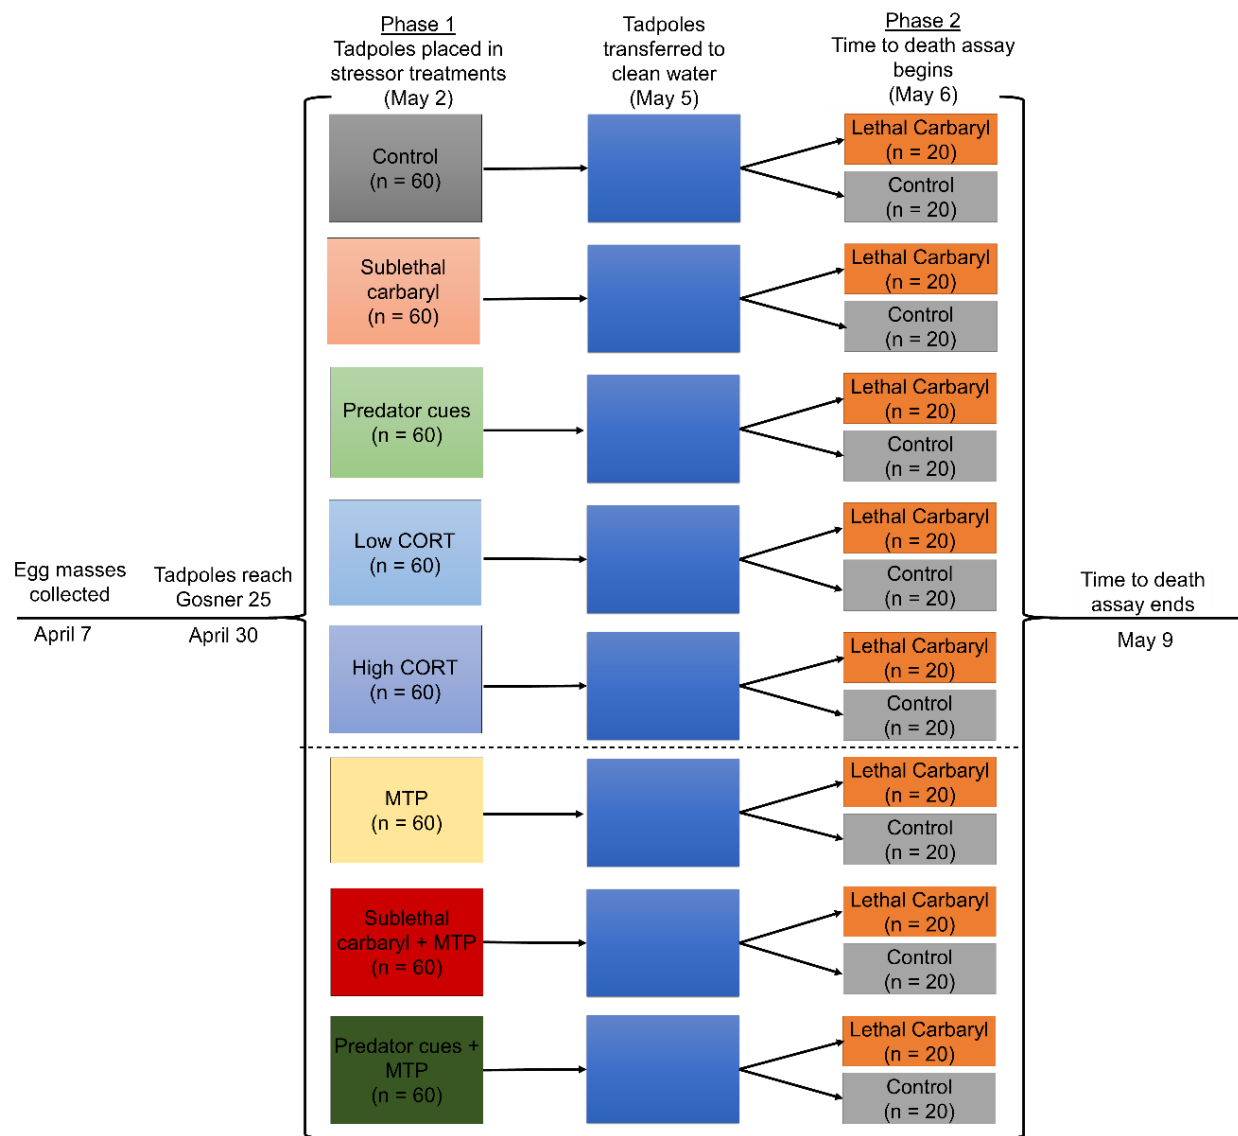 Phase 1
Tadpoles placed in
stressor treatments
(May 2)
Tadpoles
transferred to
clean water
(May 5)
Phase 2
Time to death assay
begins
(May 6)
Egg masses
collected
April 7
Tadpoles reach
Gosner 25
April 30
Control
(n = 60)
Lethal Carbaryl
(n = 20)
Control
(n = 20)
Sublethal
carbaryl
(n = 60)
Lethal Carbaryl
(n = 20)
Control
(n = 20)
Predator cues
(n = 60)
Lethal Carbaryl
(n = 20)
Control
(n = 20)
Low CORT
(n = 60)
Lethal Carbaryl
(n = 20)
Control
(n = 20)
High CORT
(n = 60)
Lethal Carbaryl
(n = 20)
Control
(n = 20)
MTP
(n = 60)
Lethal Carbaryl
(n = 20)
Control
(n = 20)
Sublethal
carbaryl + MTP
(n = 60)
Lethal Carbaryl
(n = 20)
Control
(n = 20)
Predator cues +
MTP
(n = 60)
Lethal Carbaryl
(n = 20)
Control
(n = 20)
Time to death
assay ends
May 9